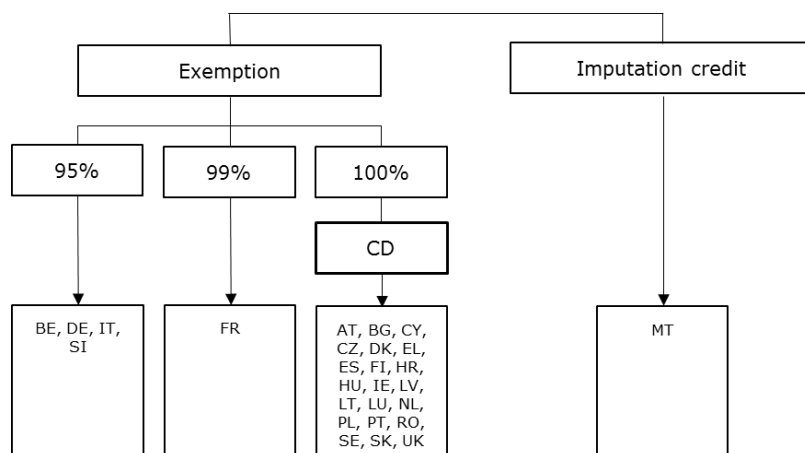 Exemption
Imputation credit
95%
99%
100%
CD
BE, DE, IT,
SI
FR
AT, BG, CY,
CZ, DK, EL,
ES, FI, HR,
HU, IE, LV,
LT, LU, NL,
PL, PT, RO,
SE, SK, UK
MT